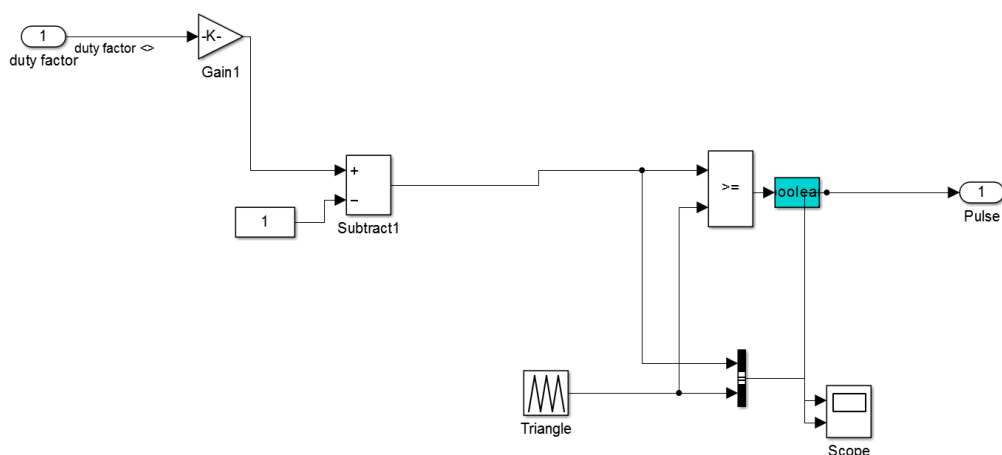 1
duty factor
duty factor <>
-K-
Gain1
+
−
1
Subtract1
>=
oolea
1
Pulse
Triangle
Scope